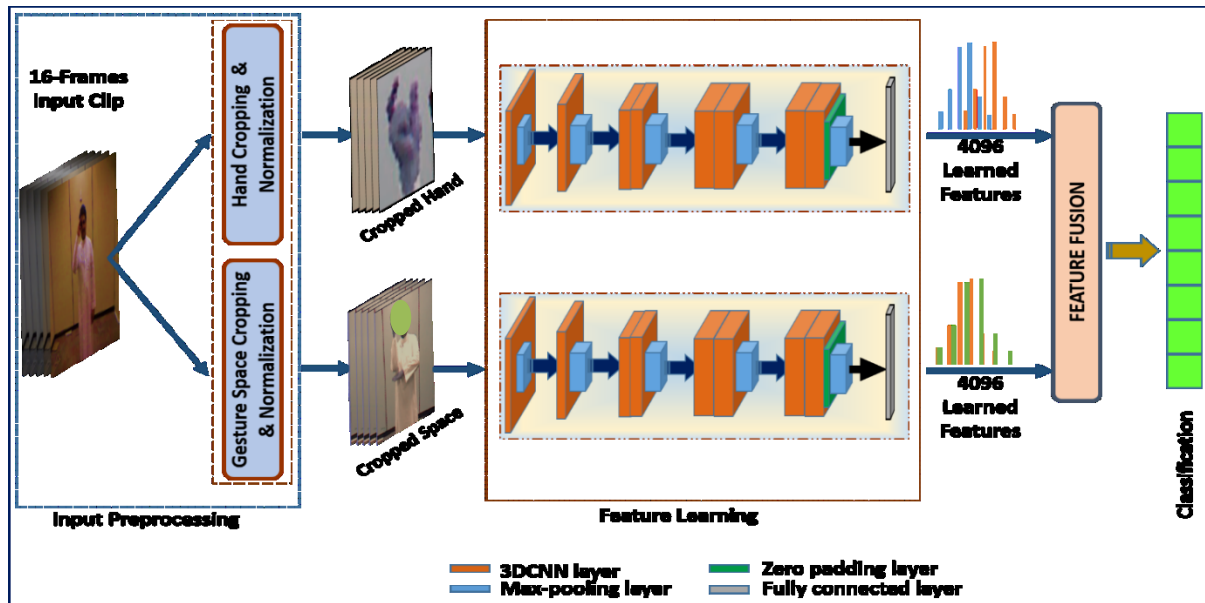 16-Frames
Input Clip
Hand Cropping &
Normalization
Gesture Space Cropping
& Normalization
Input Preprocessing
Cropped Hand
Cropped Space
Feature Learning
4096
Learned
Features
4096
Learned
Features
FEATURE FUSION
Classification
3DCNN layer
Max-pooling layer
Zero padding layer
Fully connected layer